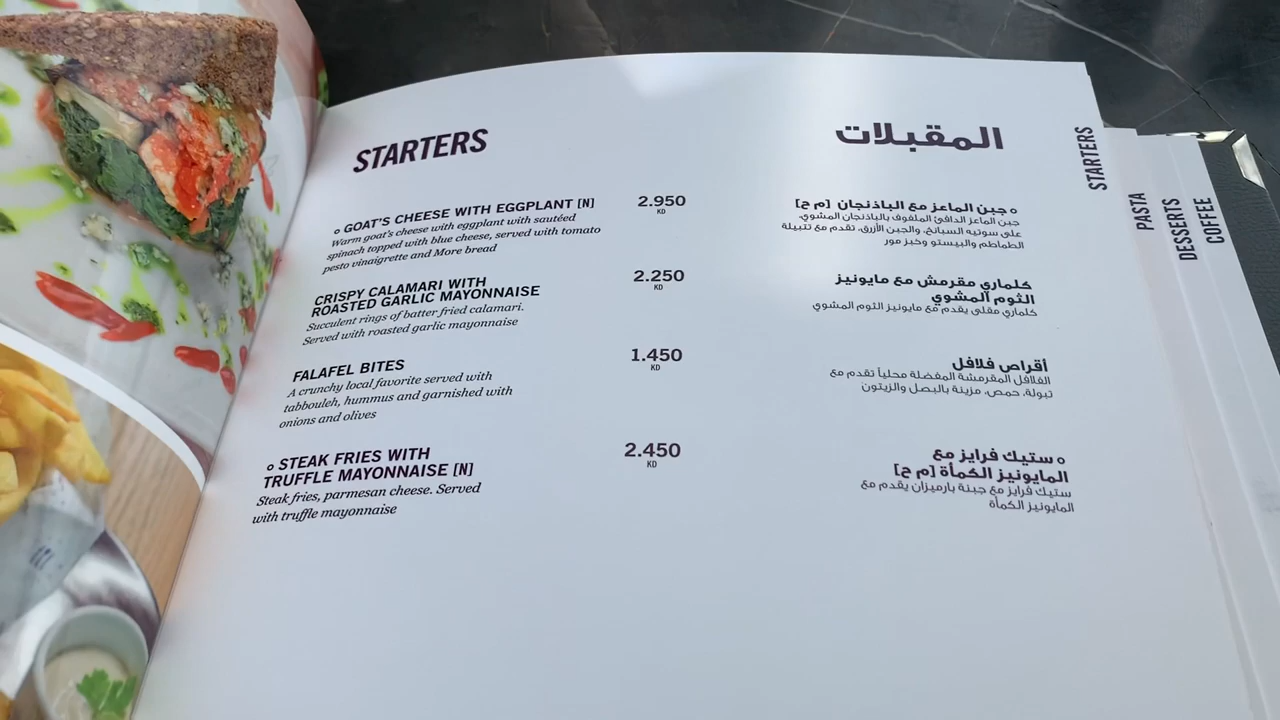 STARTERS
المقبلات
o GOAT'S CHEESE WITH EGGPLANT [N]
Warm goat's cheese with eggplant with sautéed
spinach topped with blue cheese, served with tomato
pesto vinaigrette and More bread
2.950
KD
o جبن الماعز مع الباذنجان [م ح]
جبن الماعز الدافئ الملفوف بالباذنجان المشوي،
على سوتيه السبانخ، والجبن الأزرق، تقدم مع تتبيلة
الطماطم والبيستو وخبز مور
CRISPY CALAMARI WITH
ROASTED GARLIC MAYONNAISE
Succulent rings of batter fried calamari.
Served with roasted garlic mayonnaise
2.250
KD
كلماري مقرمش مع مايونيز
الثوم المشوي
كلماري مقلي يقدم مع مايونيز الثوم المشوي
FALAFEL BITES
A crunchy local favorite served with
tabbouleh, hummus and garnished with
onions and olives
1.450
KD
أقراص فلافل
الفلافل المقرمشة المفضلة محلياً تقدم مع
تبولة، حمص، مزينة بالبصل والزيتون
o STEAK FRIES WITH
TRUFFLE MAYONNAISE [N]
Steak fries, parmesan cheese. Served
with truffle mayonnaise
2.450
KD
o ستيك فرايز مع
المايونيز الكمأة [م ح]
ستيك فرايز مع جبنة بارميزان يقدم مع
المايونيز الكمأة
STARTERS
PASTA
DESSERTS
COFFEE